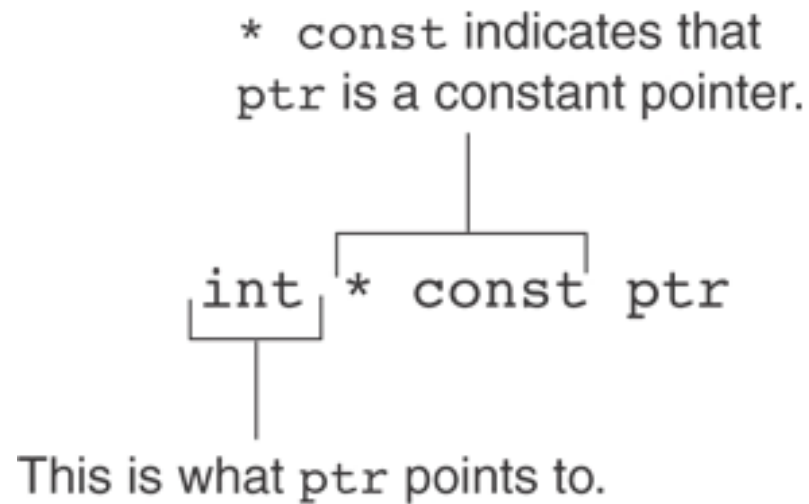 * const indicates that
ptr is a constant pointer.
int * const ptr
This is what ptr points to.